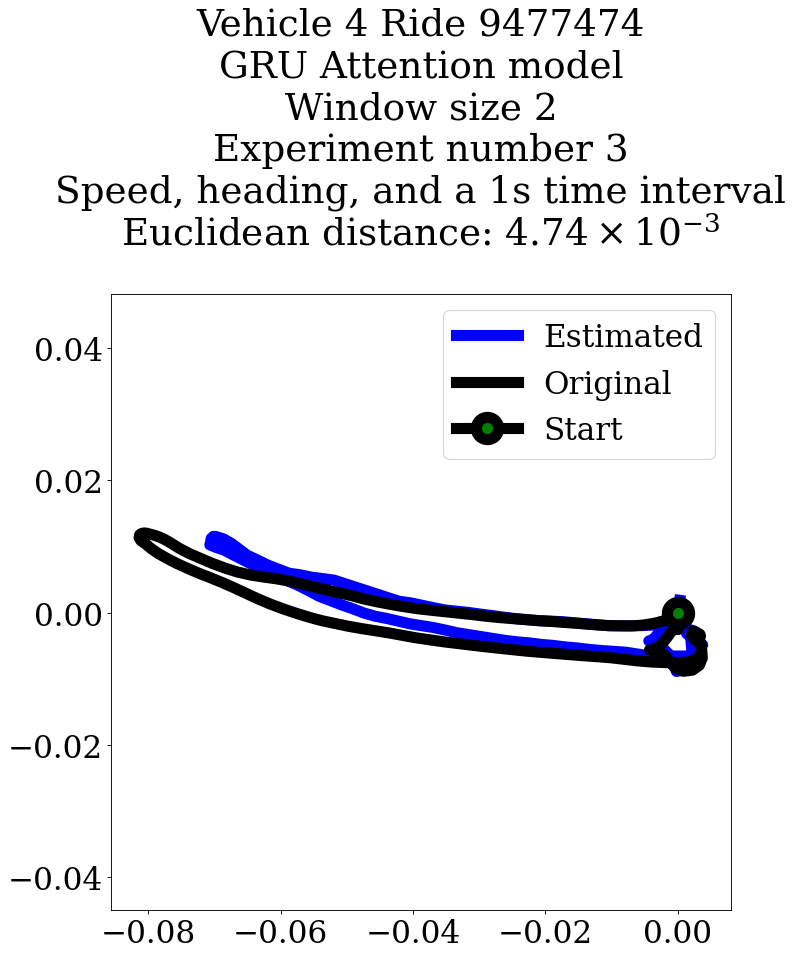 Vehicle 4 Ride 9477474
GRU Attention model
Window size 2
Experiment number 3
Speed, heading, and a 1s time interval
Euclidean distance: 4.74 × 10⁻³
Estimated
Original
Start
0.04
0.02
0.00
−0.02
−0.04
−0.08
−0.06
−0.04
−0.02
0.00